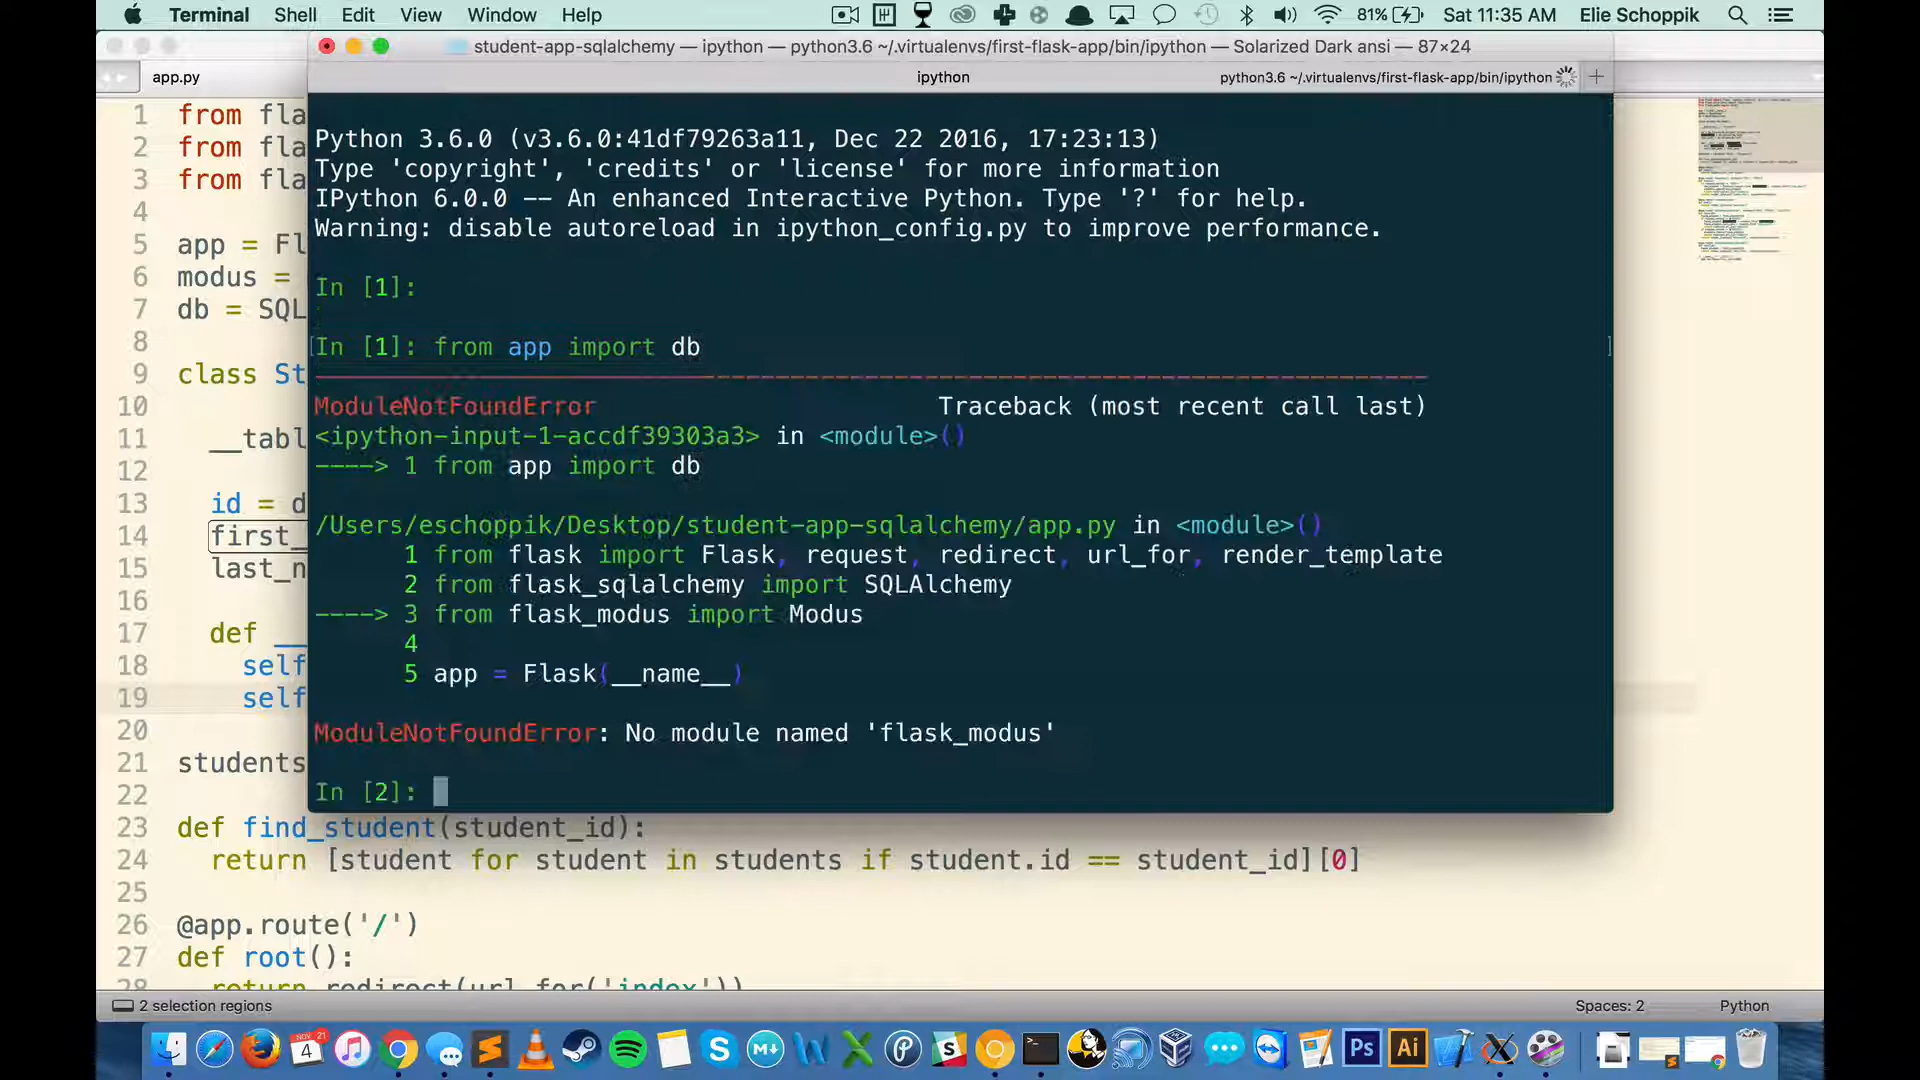 Terminal Shell Edit View Window Help 81% Sat 11:35 AM Elie Schoppik
student-app-sqlalchemy — ipython — python3.6 ~/.virtualenvs/first-flask-app/bin/ipython — Solarized Dark ansi — 87×24
app.py
ipython
python3.6 ~/.virtualenvs/first-flask-app/bin/ipython
1 from fla
2 from fla
3 from fla
4
5 app = Fl
6 modus =
7 db = SQL
8
9 class St
10
11 __tabl
12
13 id = d
14 first_
15 last_n
16
17 def __
18 self
19 self
20
21 students
22
23 def find_student(student_id):
24 return [student for student in students if student.id == student_id][0]
25
26 @app.route('/')
27 def root():
28 return redirect(url_for('index'))
Python 3.6.0 (v3.6.0:41df79263a11, Dec 22 2016, 17:23:13)
Type 'copyright', 'credits' or 'license' for more information
IPython 6.0.0 -- An enhanced Interactive Python. Type '?' for help.
Warning: disable autoreload in ipython_config.py to improve performance.
In [1]:
In [1]: from app import db
ModuleNotFoundError Traceback (most recent call last)
<ipython-input-1-accdf39303a3> in <module>()
----> 1 from app import db
/Users/eschoppik/Desktop/student-app-sqlalchemy/app.py in <module>()
1 from flask import Flask, request, redirect, url_for, render_template
2 from flask_sqlalchemy import SQLAlchemy
----> 3 from flask_modus import Modus
4
5 app = Flask(__name__)
ModuleNotFoundError: No module named 'flask_modus'
In [2]:
2 selection regions
Spaces: 2 Python
NOV 21
4
Ps
Ai